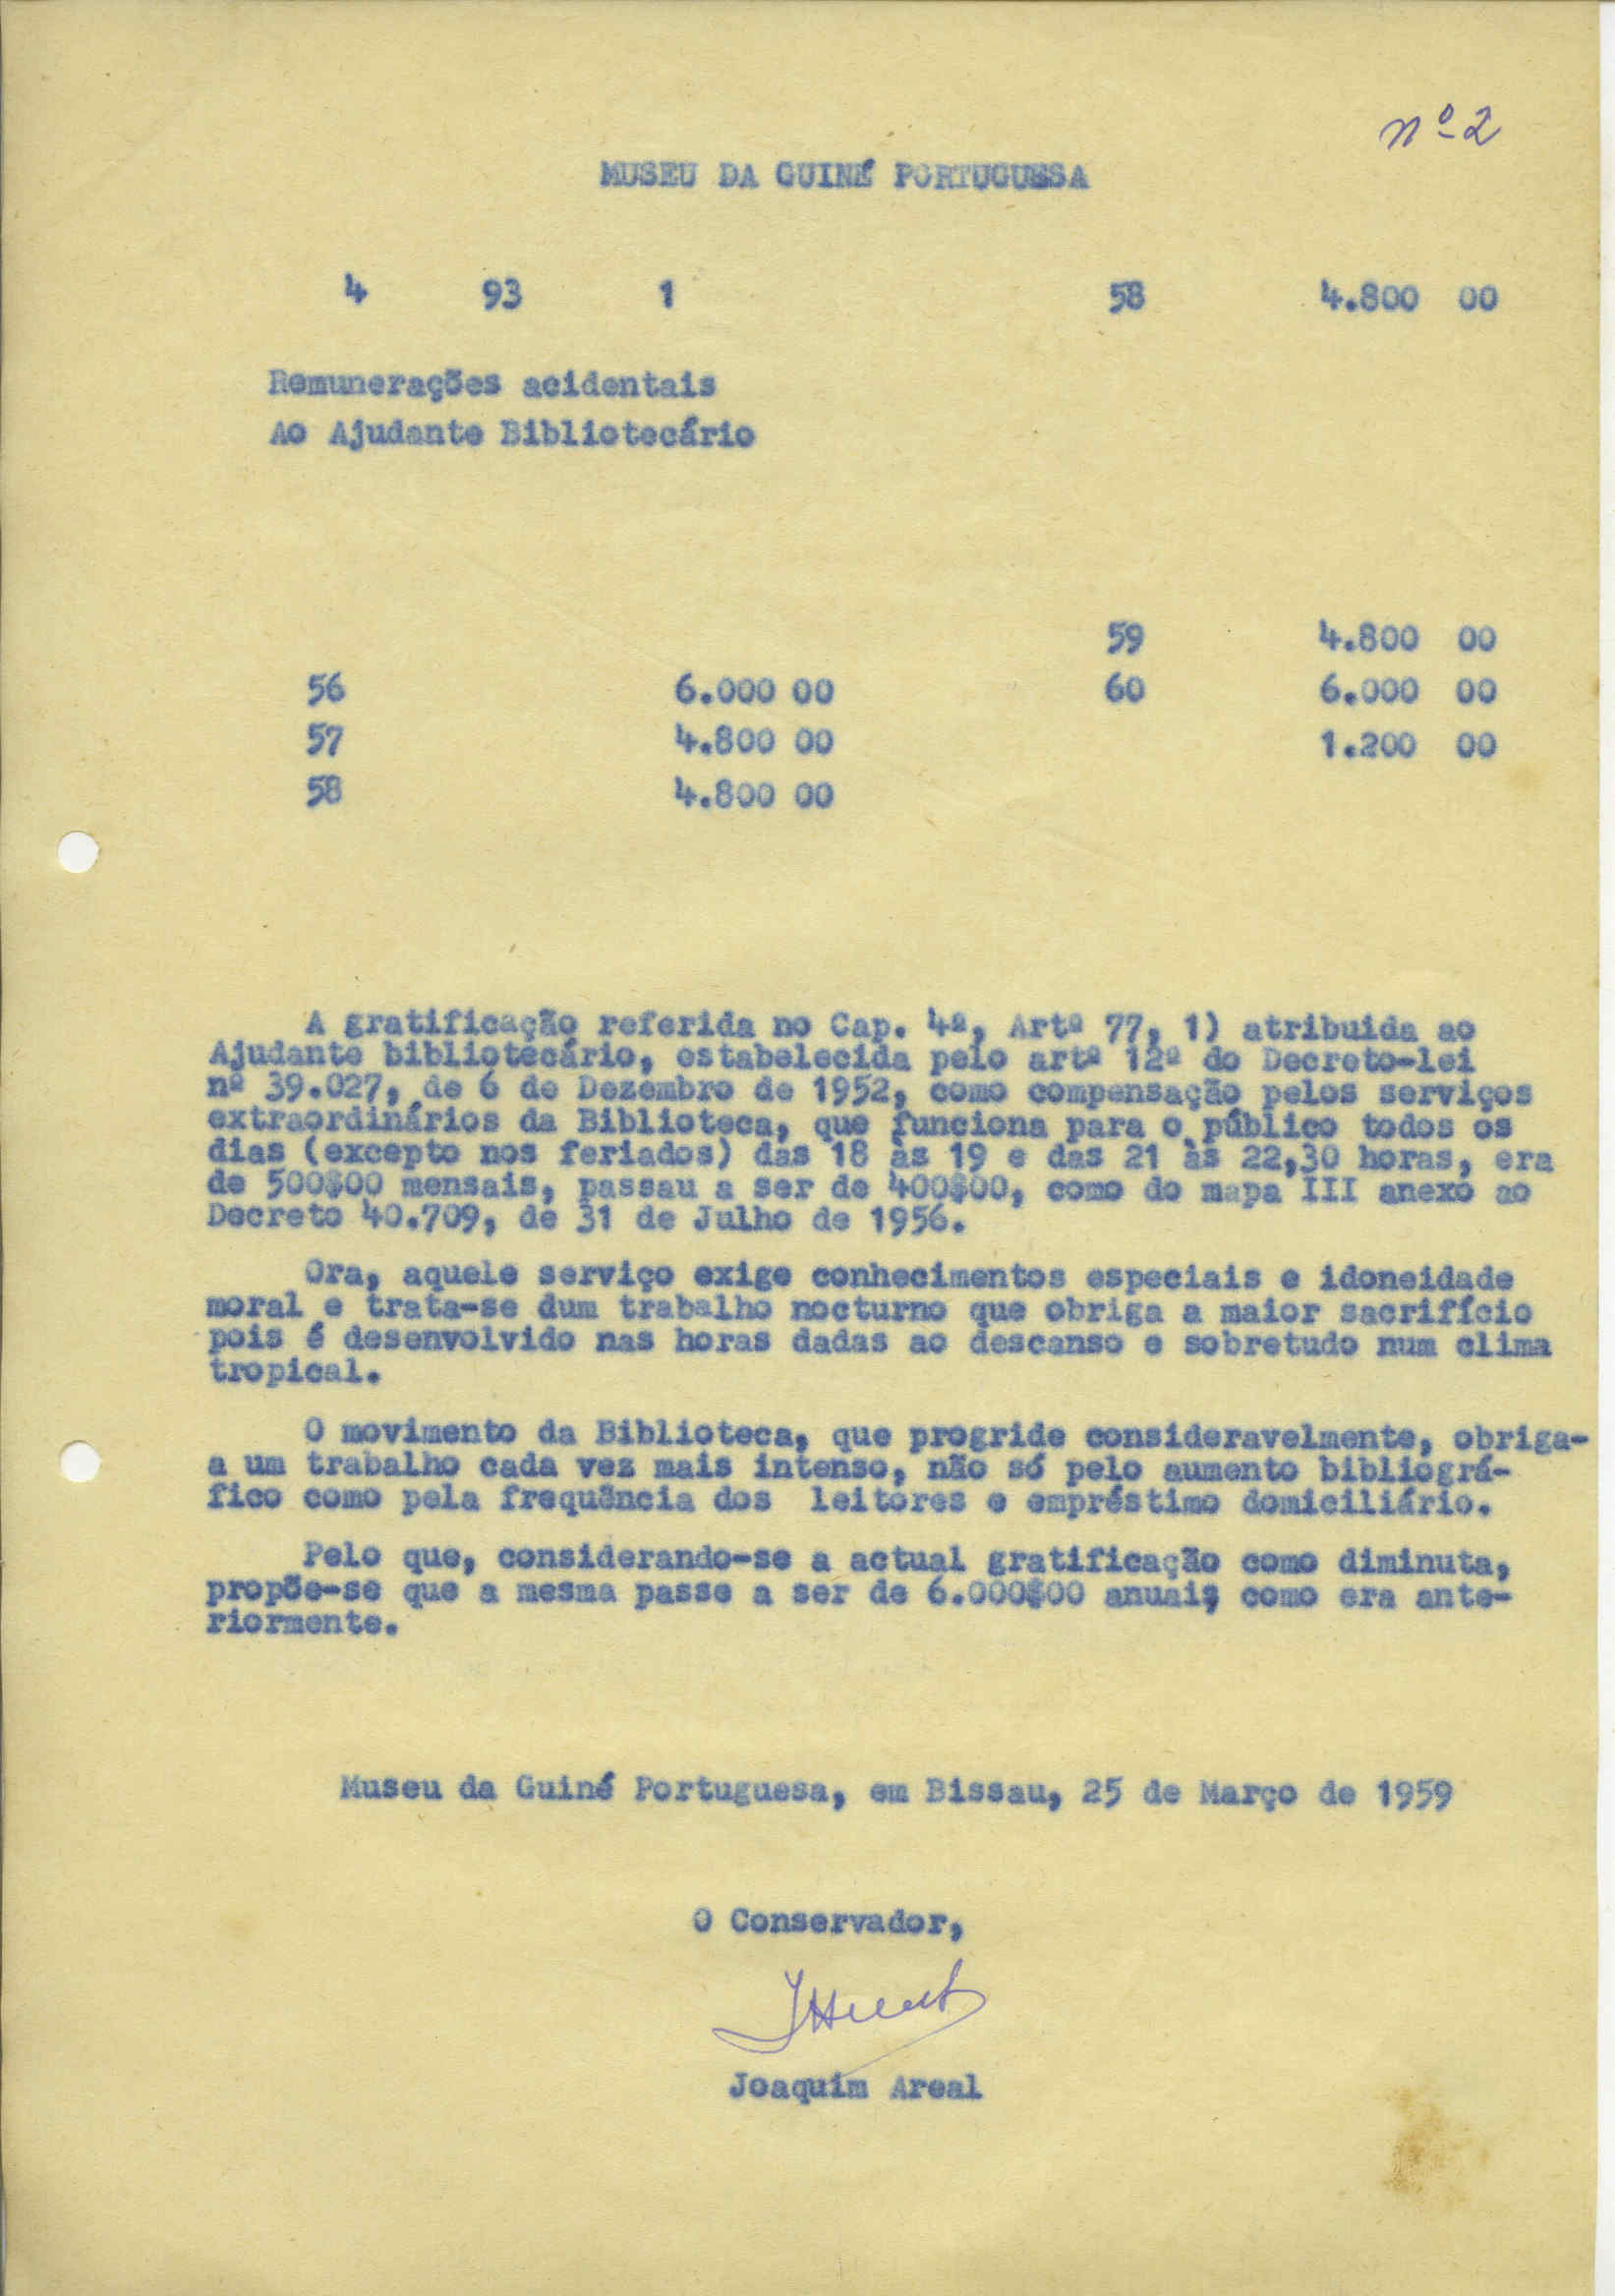 nº 2
MUSEU DA GUINÉ PORTUGUESA
4 93 1 58 4.800 00
Remunerações acidentais
Ao Ajudante Bibliotecário
59 4.800 00
56 6.000 00 60 6.000 00
57 4.800 00 1.200 00
58 4.800 00
A gratificação referida no Cap. 4º, Artº 77, 1) atribuida ao
Ajudante bibliotecário, estabelecida pelo artº 12º do Decreto-lei
nº 39.027, de 6 de Dezembro de 1952, como compensação pelos serviços
extraordinários da Biblioteca, que funciona para o público todos os
dias (excepto nos feriados) das 18 às 19 e das 21 às 22,30 horas, era
de 500$00 mensais, passau a ser de 400$00, como do mapa III anexo ao
Decreto 40.709, de 31 de Julho de 1956.
Ora, aquele serviço exige conhecimentos especiais e idoneidade
moral e trata-se dum trabalho nocturno que obriga a maior sacrifício
pois é desenvolvido nas horas dadas ao descanso e sobretudo num clima
tropical.
O movimento da Biblioteca, que progride consideravelmente, obriga-
a um trabalho cada vez mais intenso, não só pelo aumento bibliográ-
fico como pela frequência dos leitores e empréstimo domiciliário.
Pelo que, considerando-se a actual gratificação como diminuta,
propõe-se que a mesma passe a ser de 6.000$00 anuais, como era ante-
riormente.
Museu da Guiné Portuguesa, em Bissau, 25 de Março de 1959
O Conservador,
Joaquim Areal